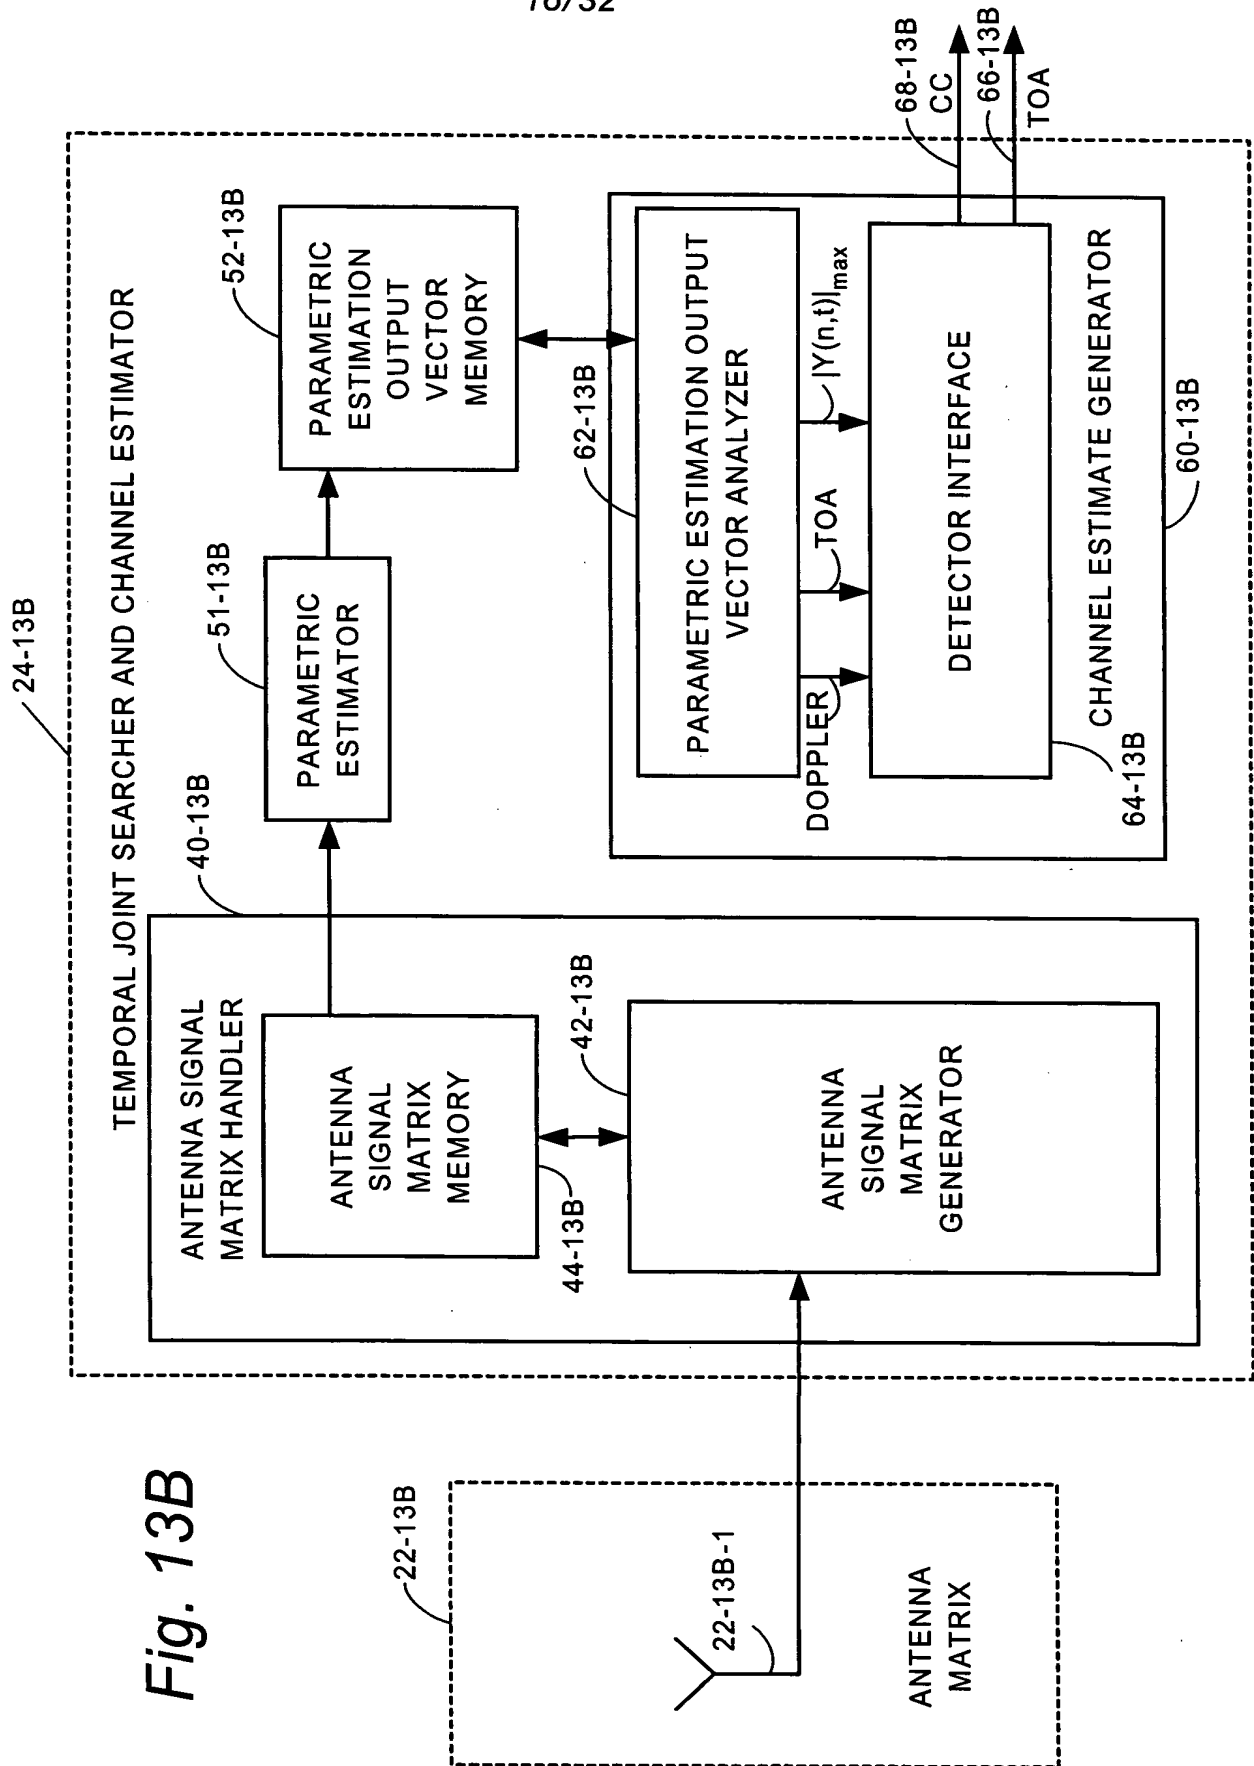 16/32
Fig. 13B
24-13B
TEMPORAL JOINT SEARCHER AND CHANNEL ESTIMATOR
22-13B
22-13B-1
ANTENNA
MATRIX
40-13B
ANTENNA SIGNAL
MATRIX HANDLER
ANTENNA
SIGNAL
MATRIX
MEMORY
44-13B
42-13B
ANTENNA
SIGNAL
MATRIX
GENERATOR
51-13B
PARAMETRIC
ESTIMATOR
52-13B
PARAMETRIC
ESTIMATION
OUTPUT
VECTOR
MEMORY
62-13B
PARAMETRIC ESTIMATION OUTPUT
VECTOR ANALYZER
DOPPLER
TOA
|Y(n,t)|max
DETECTOR INTERFACE
64-13B
CHANNEL ESTIMATE GENERATOR
60-13B
68-13B
CC
66-13B
TOA